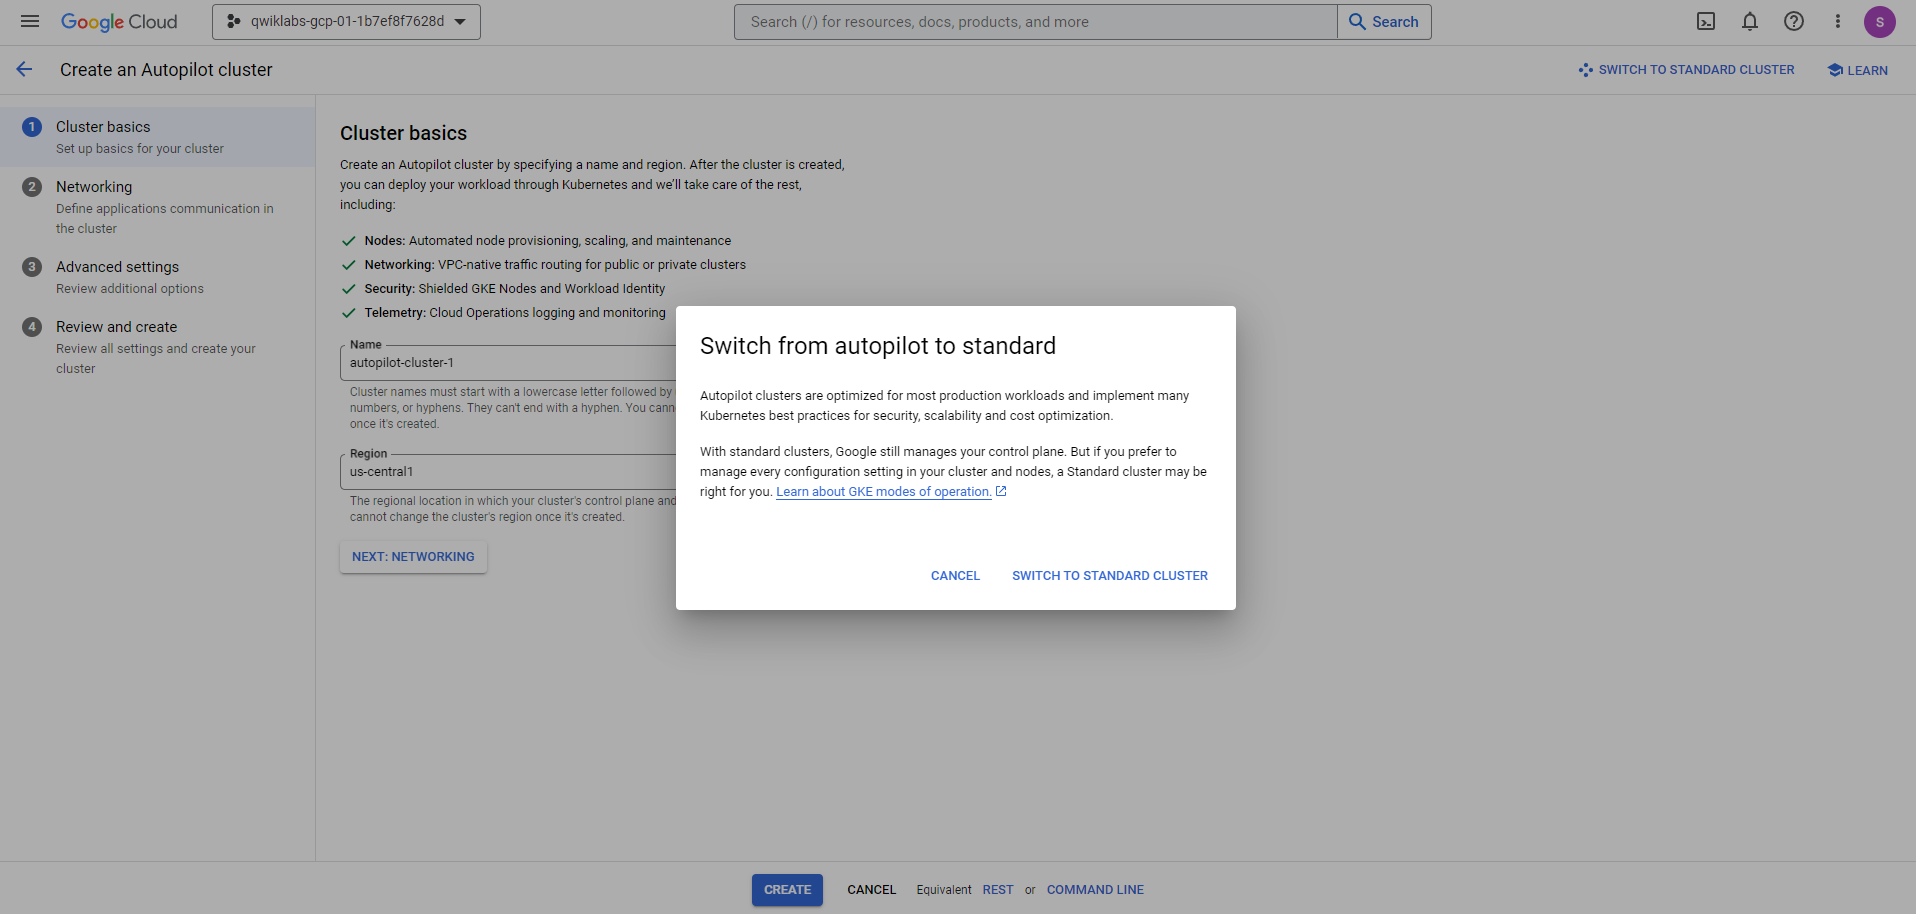 Google Cloud
qwiklabs-gcp-01-1b7ef8f7628d
Search (/) for resources, docs, products, and more
Search
S
Create an Autopilot cluster
SWITCH TO STANDARD CLUSTER
LEARN
1
Cluster basics
Set up basics for your cluster
2
Networking
Define applications communication in
the cluster
3
Advanced settings
Review additional options
4
Review and create
Review all settings and create your
cluster
Cluster basics
Create an Autopilot cluster by specifying a name and region. After the cluster is created,
you can deploy your workload through Kubernetes and we'll take care of the rest,
including:
Nodes: Automated node provisioning, scaling, and maintenance
Networking: VPC-native traffic routing for public or private clusters
Security: Shielded GKE Nodes and Workload Identity
Telemetry: Cloud Operations logging and monitoring
Name
autopilot-cluster-1
Cluster names must start with a lowercase letter followed by
numbers, or hyphens. They can't end with a hyphen. You cann
once it's created.
Region
us-central1
The regional location in which your cluster's control plane and
cannot change the cluster's region once it's created.
NEXT: NETWORKING
Switch from autopilot to standard
Autopilot clusters are optimized for most production workloads and implement many
Kubernetes best practices for security, scalability and cost optimization.
With standard clusters, Google still manages your control plane. But if you prefer to
manage every configuration setting in your cluster and nodes, a Standard cluster may be
right for you. Learn about GKE modes of operation.
CANCEL
SWITCH TO STANDARD CLUSTER
CREATE
CANCEL
Equivalent REST or COMMAND LINE